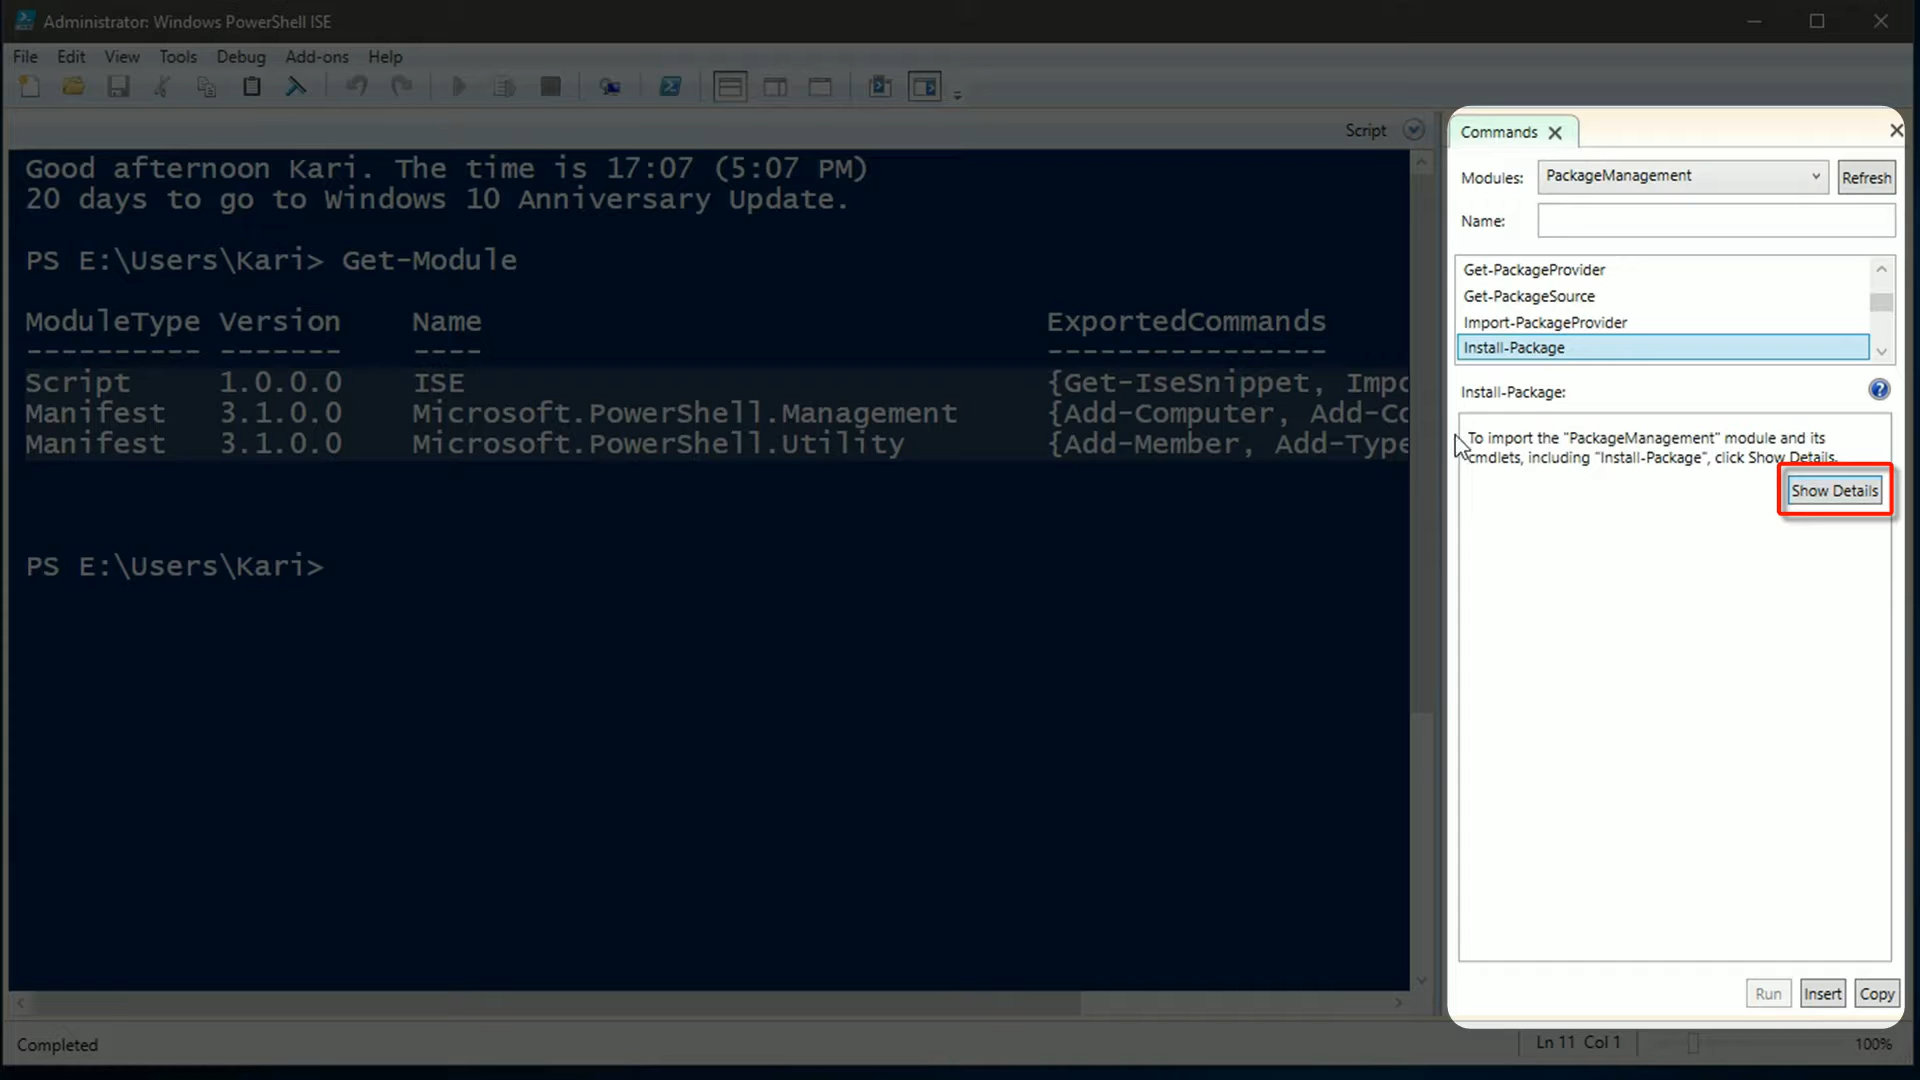 Administrator: Windows PowerShell ISE
File Edit View Tools Debug Add-ons Help
Script
Good afternoon Kari. The time is 17:07 (5:07 PM)
20 days to go to Windows 10 Anniversary Update.
PS E:\Users\Kari> Get-Module
ModuleType Version Name ExportedCommands
---------- ------- ---- ----------------
Script 1.0.0.0 ISE {Get-IseSnippet, Impo
Manifest 3.1.0.0 Microsoft.PowerShell.Management {Add-Computer, Add-Co
Manifest 3.1.0.0 Microsoft.PowerShell.Utility {Add-Member, Add-Type
PS E:\Users\Kari>
Completed
Commands
Modules: PackageManagement Refresh
Name:
Get-PackageProvider
Get-PackageSource
Import-PackageProvider
Install-Package
Install-Package:
To import the "PackageManagement" module and its
cmdlets, including "Install-Package", click Show Details.
Show Details
Run Insert Copy
Ln 11 Col 1 100%